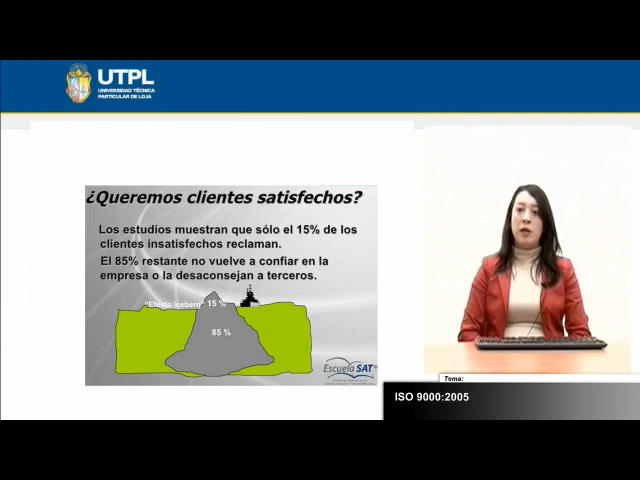 UTPL
UNIVERSIDAD TÉCNICA
PARTICULAR DE LOJA
¿Queremos clientes satisfechos?
Los estudios muestran que sólo el 15% de los
clientes insatisfechos reclaman.
El 85% restante no vuelve a confiar en la
empresa o la desaconsejan a terceros.
"Efecto iceberg" 15 %
85 %
Escuela SAT
Tema:
ISO 9000:2005